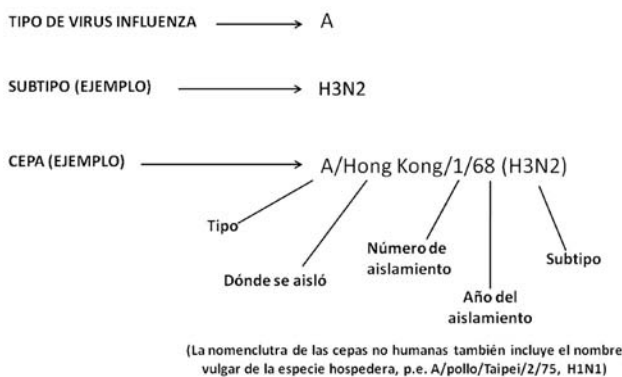 TIPO DE VIRUS INFLUENZA A
SUBTIPO (EJEMPLO) H3N2
CEPA (EJEMPLO) A/Hong Kong/1/68 (H3N2)
Tipo
Dónde se aisló
Número de
aislamiento
Año del
aislamiento
Subtipo
(La nomenclutra de las cepas no humanas también incluye el nombre
vulgar de la especie hospedera, p.e. A/pollo/Taipei/2/75, H1N1)